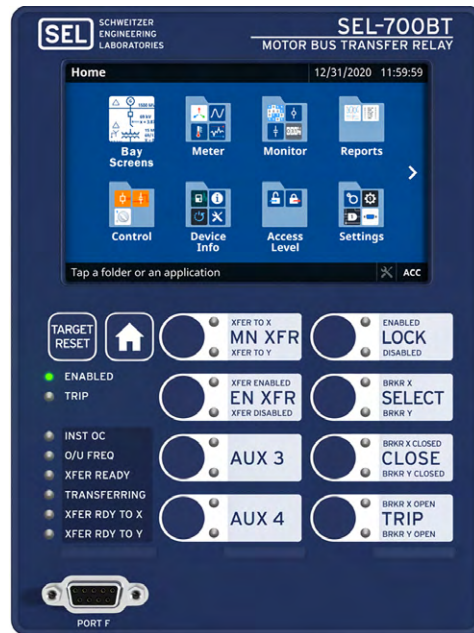 SEL
SCHWEITZER
ENGINEERING
LABORATORIES
SEL-700BT
MOTOR BUS TRANSFER RELAY
Home 12/31/2020 11:59:59
Bay
Screens
Meter
Monitor
Reports
Control
Device
Info
Access
Level
Settings
Tap a folder or an application
ACC
TARGET
RESET
ENABLED
TRIP
INST OC
O/U FREQ
XFER READY
TRANSFERRING
XFER RDY TO X
XFER RDY TO Y
XFER TO X
MN XFR
XFER TO Y
XFER ENABLED
EN XFR
XFER DISABLED
AUX 3
AUX 4
ENABLED
LOCK
DISABLED
BRKR X
SELECT
BRKR Y
BRKR X CLOSED
CLOSE
BRKR Y CLOSED
BRKR X OPEN
TRIP
BRKR Y OPEN
PORT F